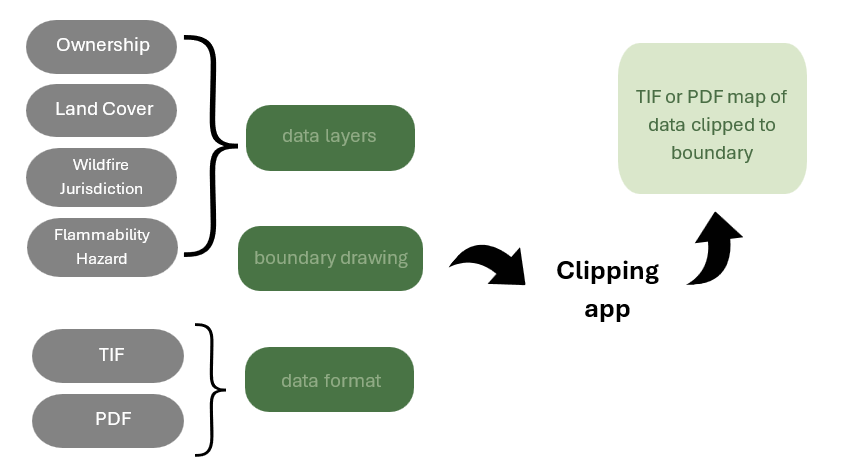 Ownership
Land Cover
Wildfire
Jurisdiction
Flammability
Hazard
data layers
boundary drawing
TIF
PDF
data format
Clipping
app
TIF or PDF map of
data clipped to
boundary